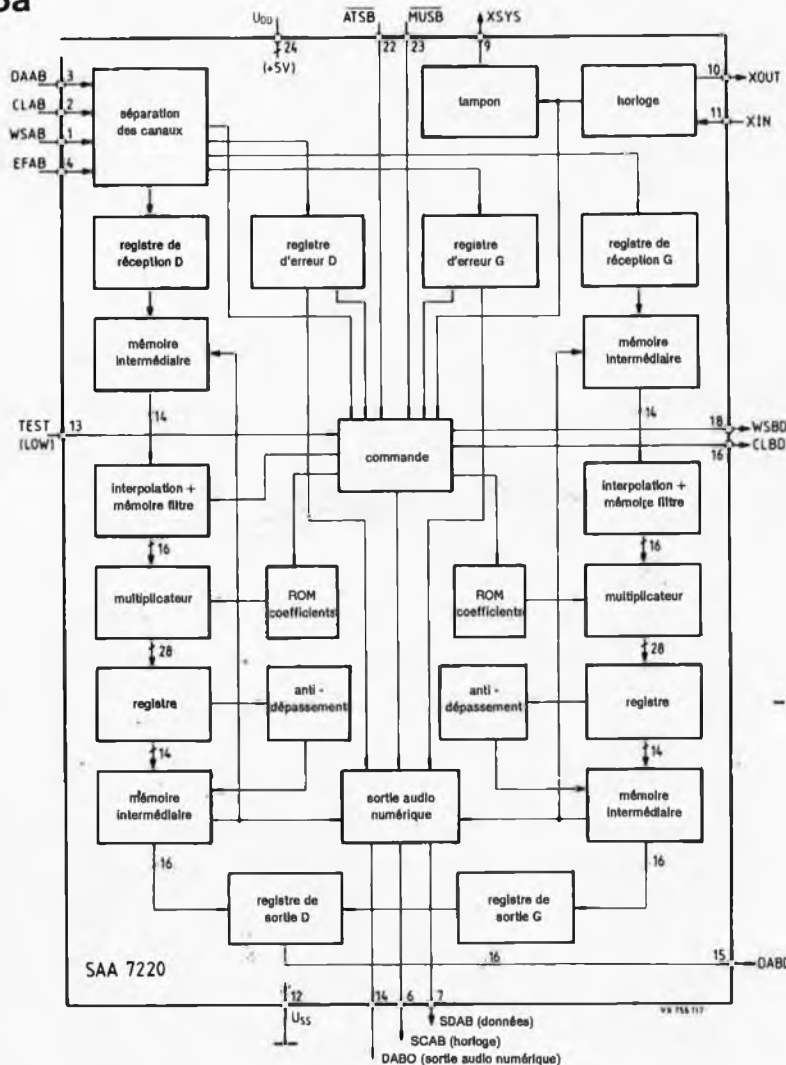 UDD
ATSB
MUSB
XSYS
24
22
23
9
(+5V)
DAAB 3
CLAB 2
WSAB 1
EFAB 4
séparation
des canaux
tampon
horloge
10 XOUT
11 XIN
registre de
réception D
registre
d'erreur D
registre
d'erreur G
registre de
réception G
mémoire
intermédiaire
mémoire
intermédiaire
14
14
TEST 13
(LOW)
commande
18 WSBD
16 CLBD
interpolation +
mémoire filtre
interpolation +
mémoire filtre
16
16
multiplicateur
ROM
coefficients
ROM
coefficients
multiplicateur
28
28
registre
anti -
dépassement
anti -
dépassement
registre
14
14
mémoire
intermédiaire
sortie audio
numérique
mémoire
intermédiaire
16
16
registre de
sortie D
registre de
sortie G
SAA 7220
16
15 DABD
12
14
6
7
USS
SDAB (données)
SCAB (horloge)
DABO (sortie audio numérique)